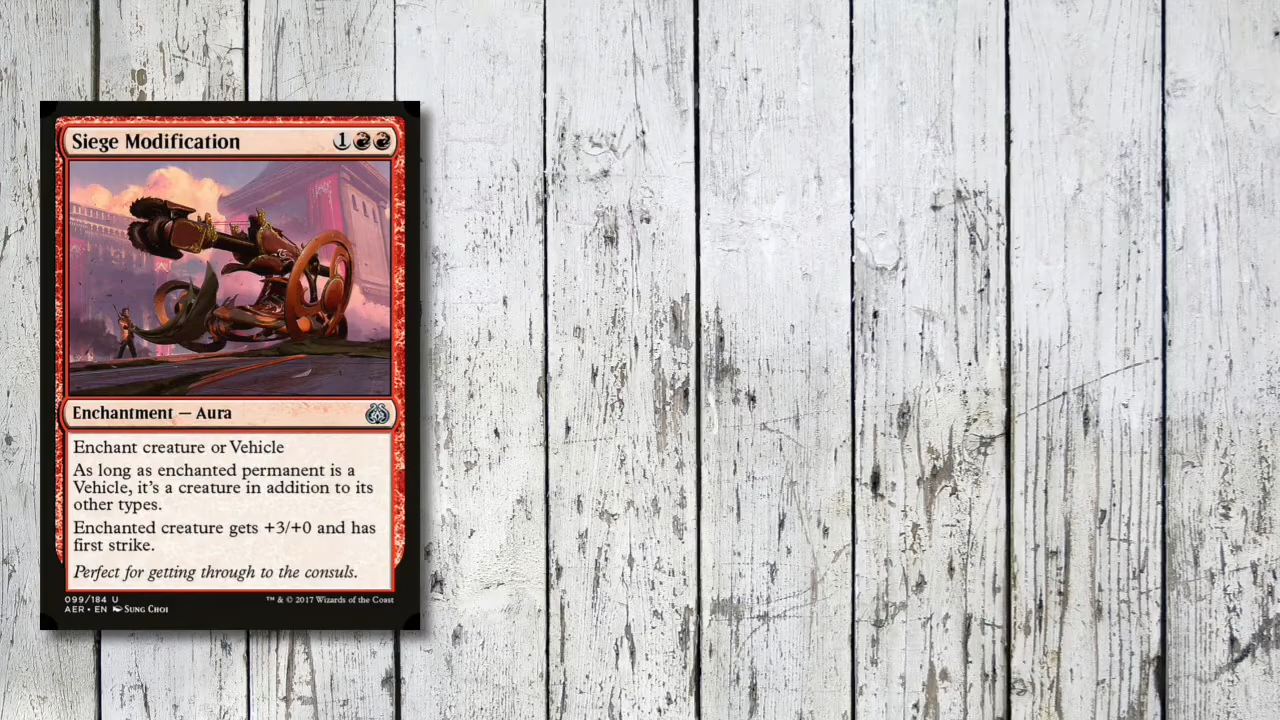 Siege Modification 1
Enchantment — Aura
Enchant creature or Vehicle
As long as enchanted permanent is a
Vehicle, it's a creature in addition to its
other types.
Enchanted creature gets +3/+0 and has
first strike.
Perfect for getting through to the consuls.
099/184 U
™ & © 2017 Wizards of the Coast
AER • EN Sung Choi